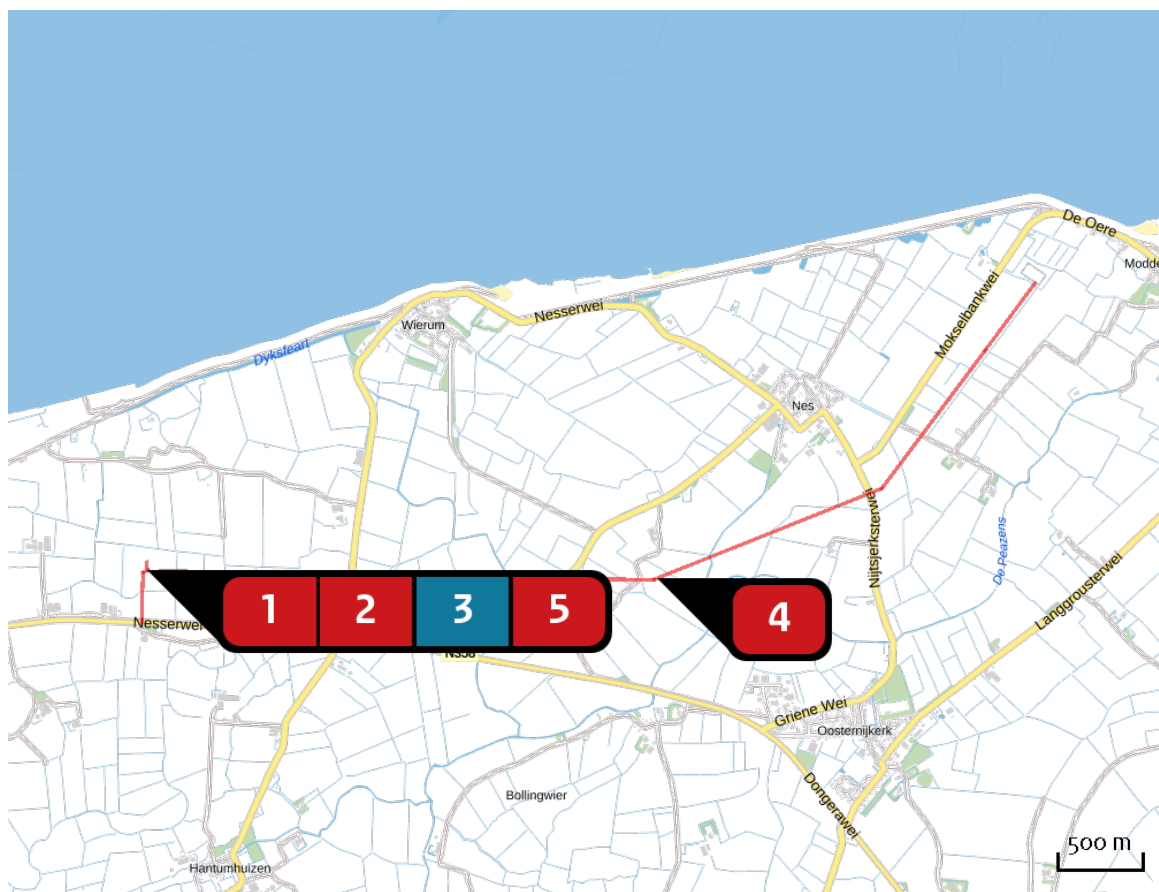 De Oere
Modde
Mokselbankwei
Nesserwei
Wierum
Dyksfeart
Nes
Nijtsjerksterwei
De Peazens
Langgrousterwei
Nesserwei
1 2 3 5
4
N358
Griene Wei
Oosternijkerk
Dongerawei
Bollingwier
Hantumhuizen
500 m